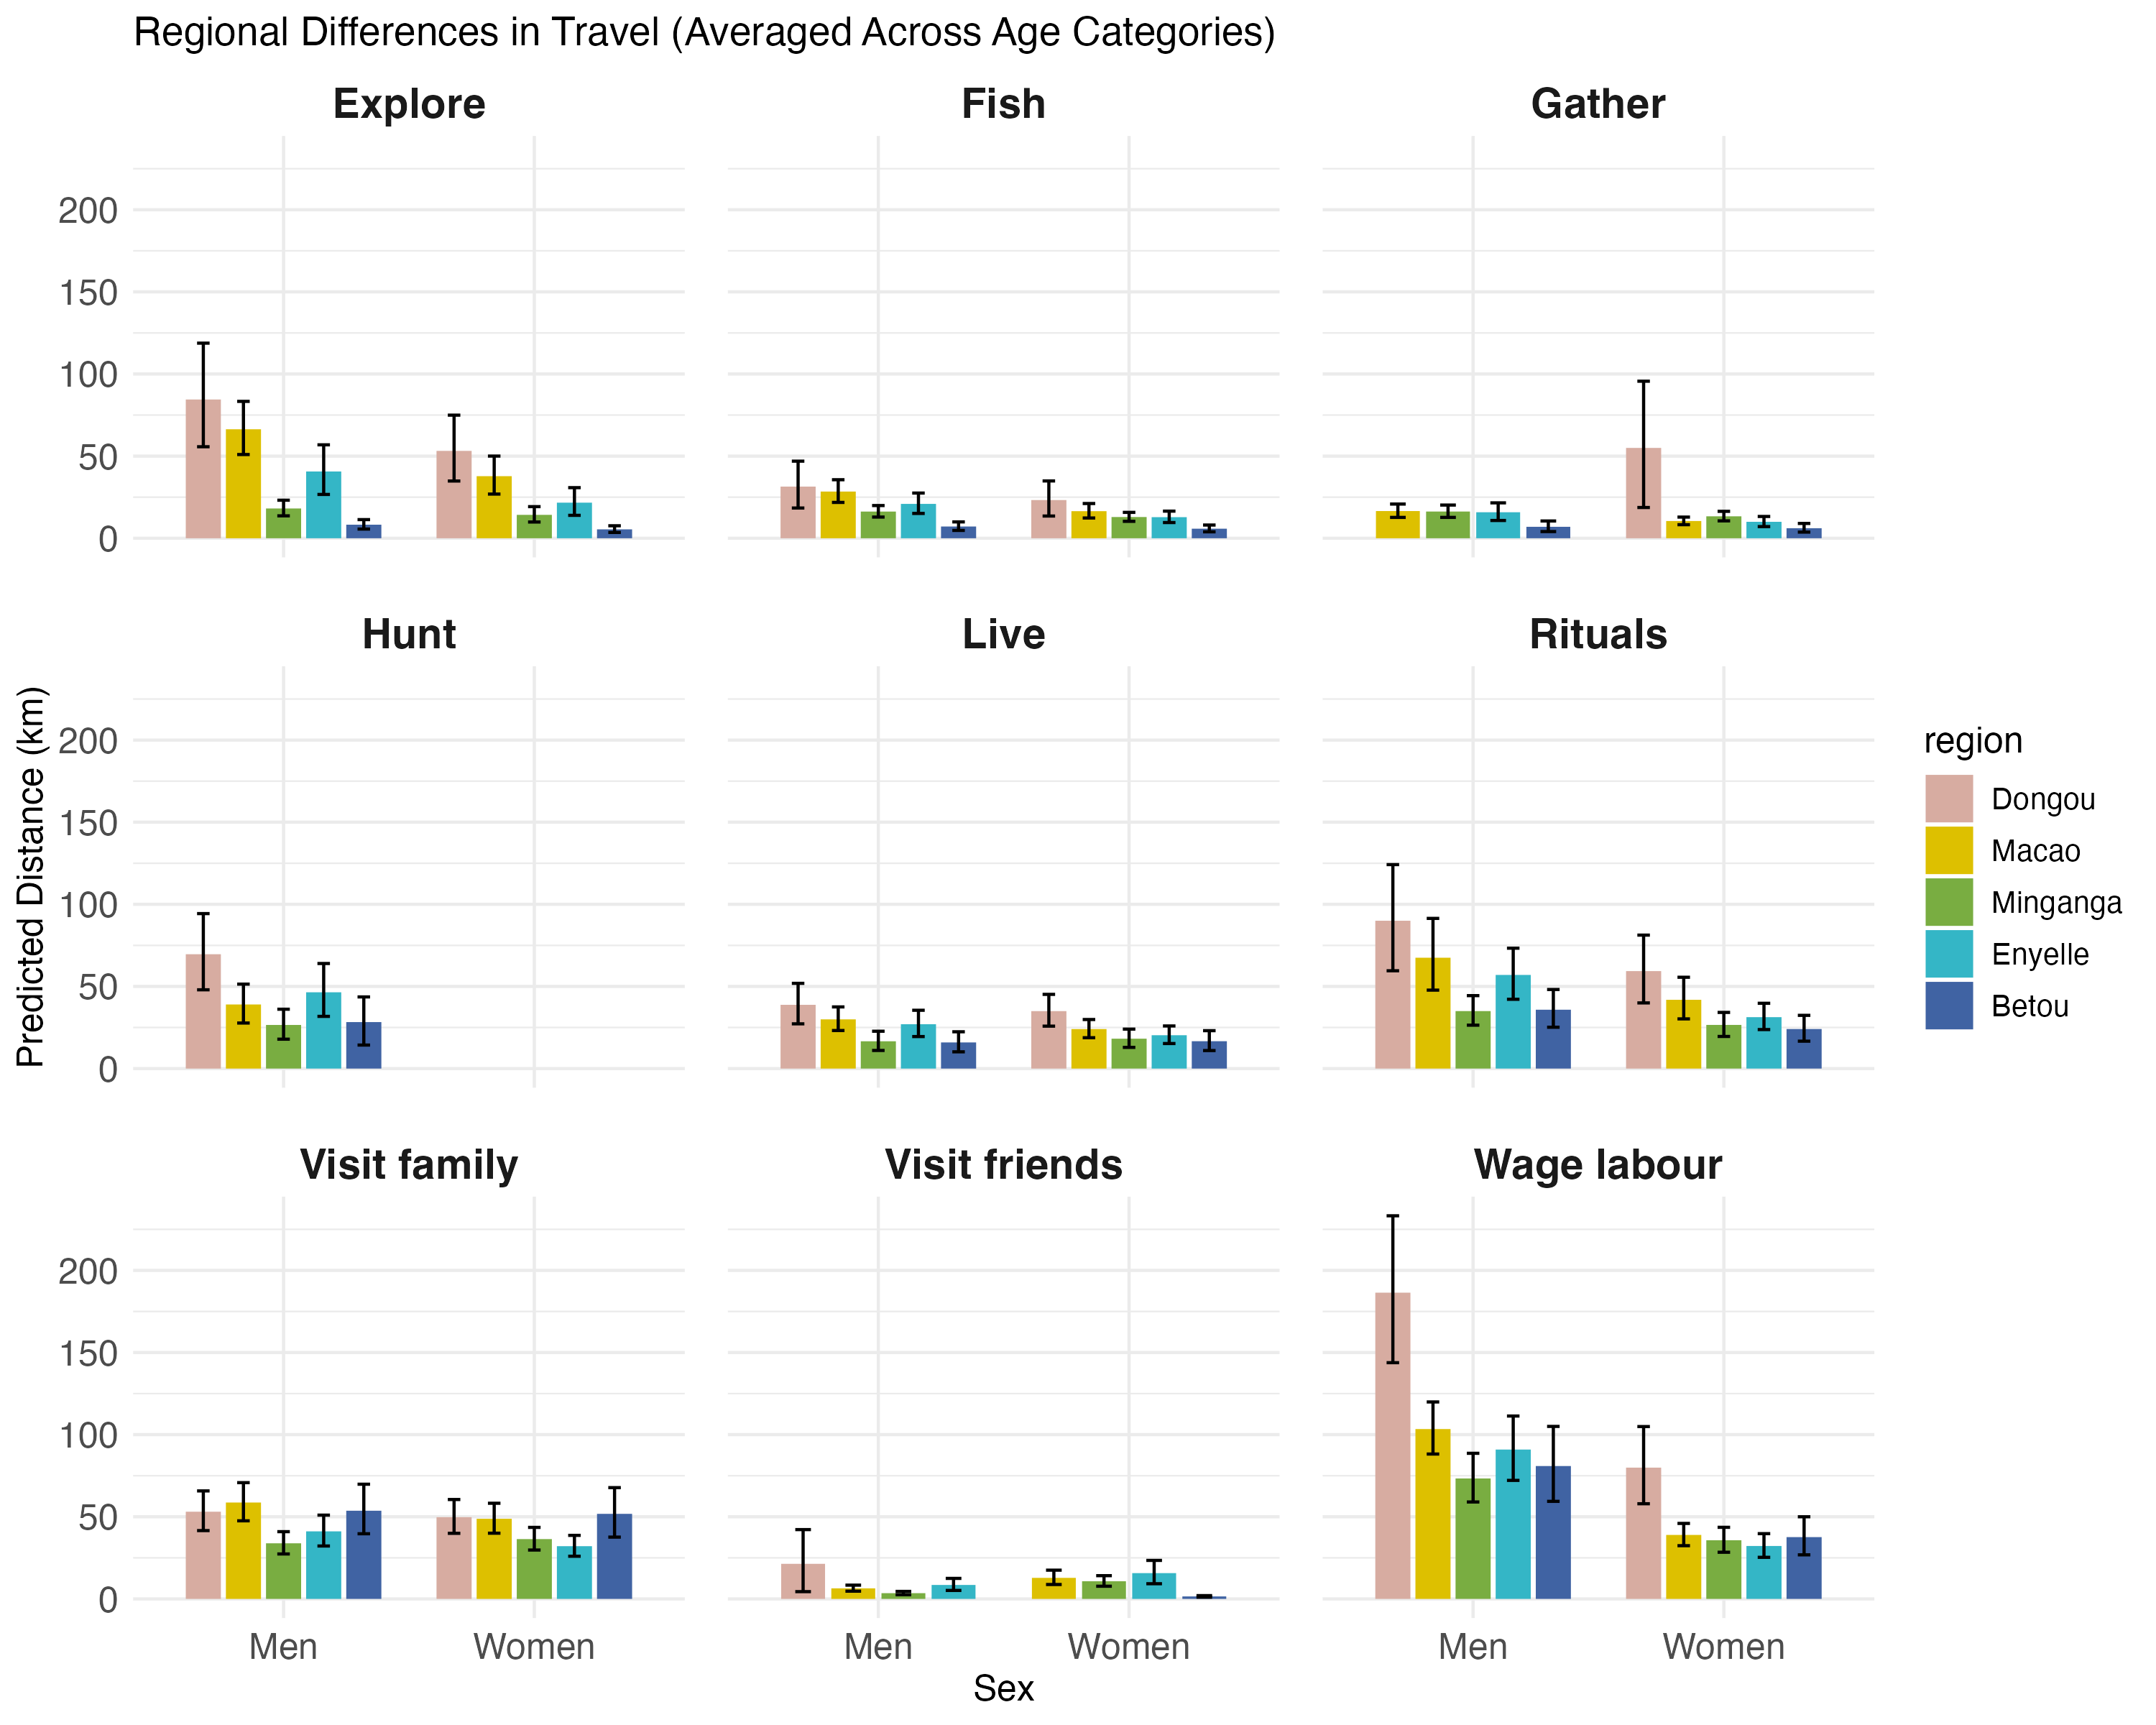 Regional Differences in Travel (Averaged Across Age Categories)
Explore
Fish
Gather
200
150
100
50
0
Hunt
Live
Rituals
200
150
100
50
0
Predicted Distance (km)
region
Dongou
Macao
Minganga
Enyelle
Betou
Visit family
Visit friends
Wage labour
200
150
100
50
0
Men
Women
Men
Women
Men
Women
Sex